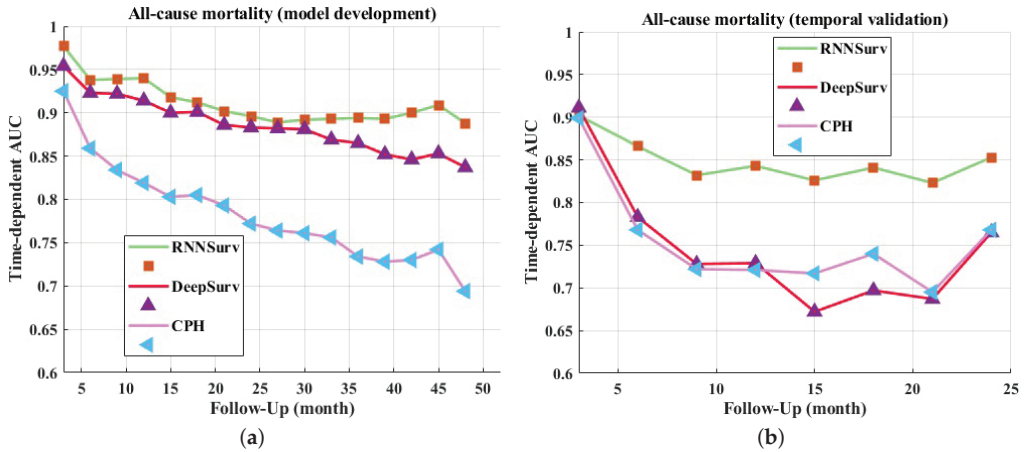 All-cause mortality (model development)
Time-dependent AUC
1
0.95
0.9
0.85
0.8
0.75
0.7
0.65
0.6
RNNSurv
DeepSurv
CPH
5 10 15 20 25 30 35 40 45 50
Follow-Up (month)
(a)
All-cause mortality (temporal validation)
Time-dependent AUC
1
0.95
0.9
0.85
0.8
0.75
0.7
0.65
0.6
RNNSurv
DeepSurv
CPH
5 10 15 20 25
Follow-Up (month)
(b)